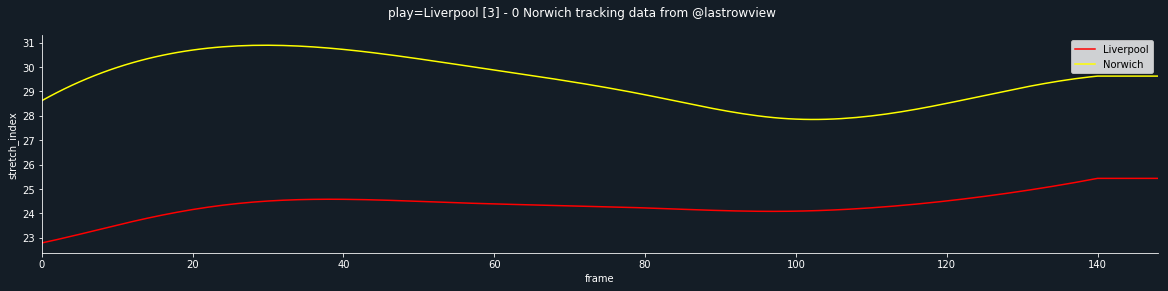 play=Liverpool [3] - 0 Norwich tracking data from @lastrowview
31
30
29
28
27
26
25
24
23
stretch_index
Liverpool
Norwich
0 20 40 60 80 100 120 140
frame